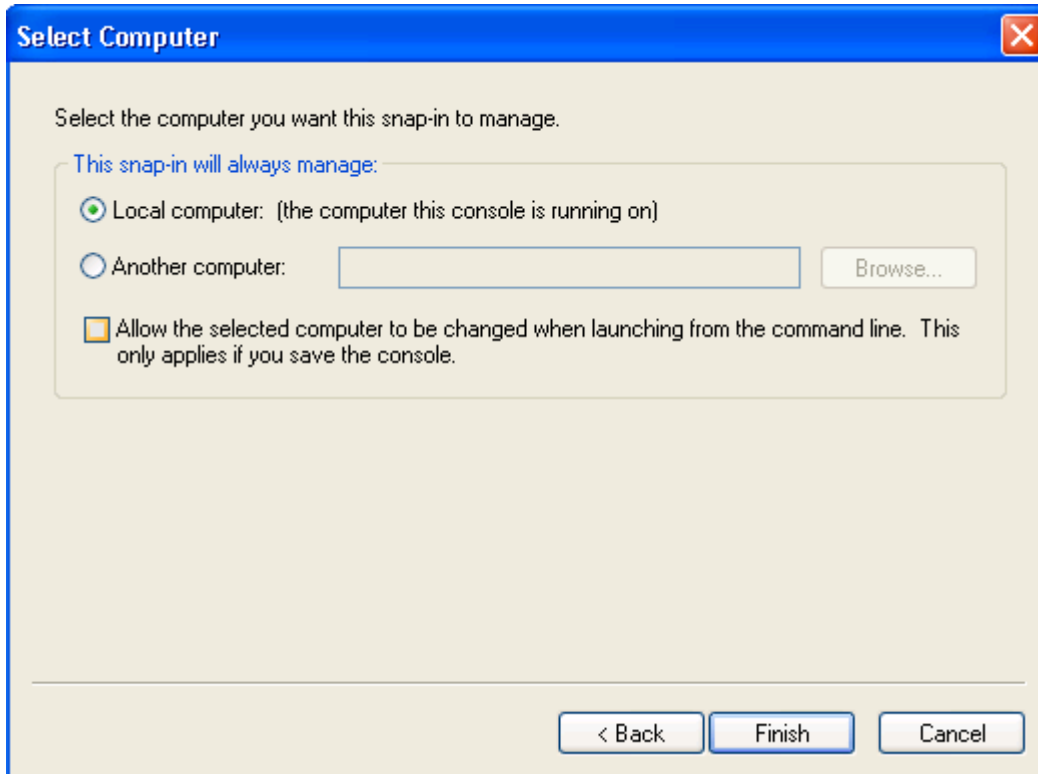 Select Computer
Select the computer you want this snap-in to manage.
This snap-in will always manage:
Local computer:  (the computer this console is running on)
Another computer:
Browse...
Allow the selected computer to be changed when launching from the command line.  This
only applies if you save the console.
< Back
Finish
Cancel